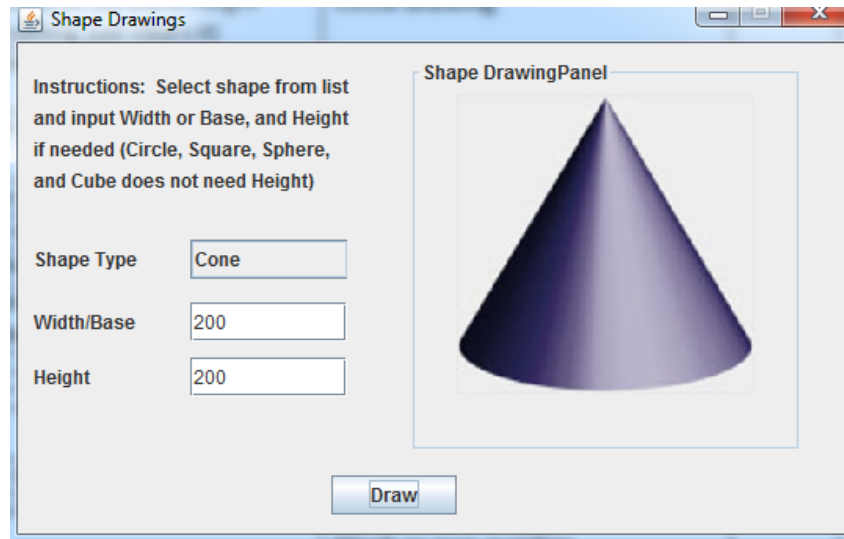 Shape Drawings
Instructions:  Select shape from list
and input Width or Base, and Height
if needed (Circle, Square, Sphere,
and Cube does not need Height)
Shape Type
Cone
Width/Base
200
Height
200
Shape DrawingPanel
Draw